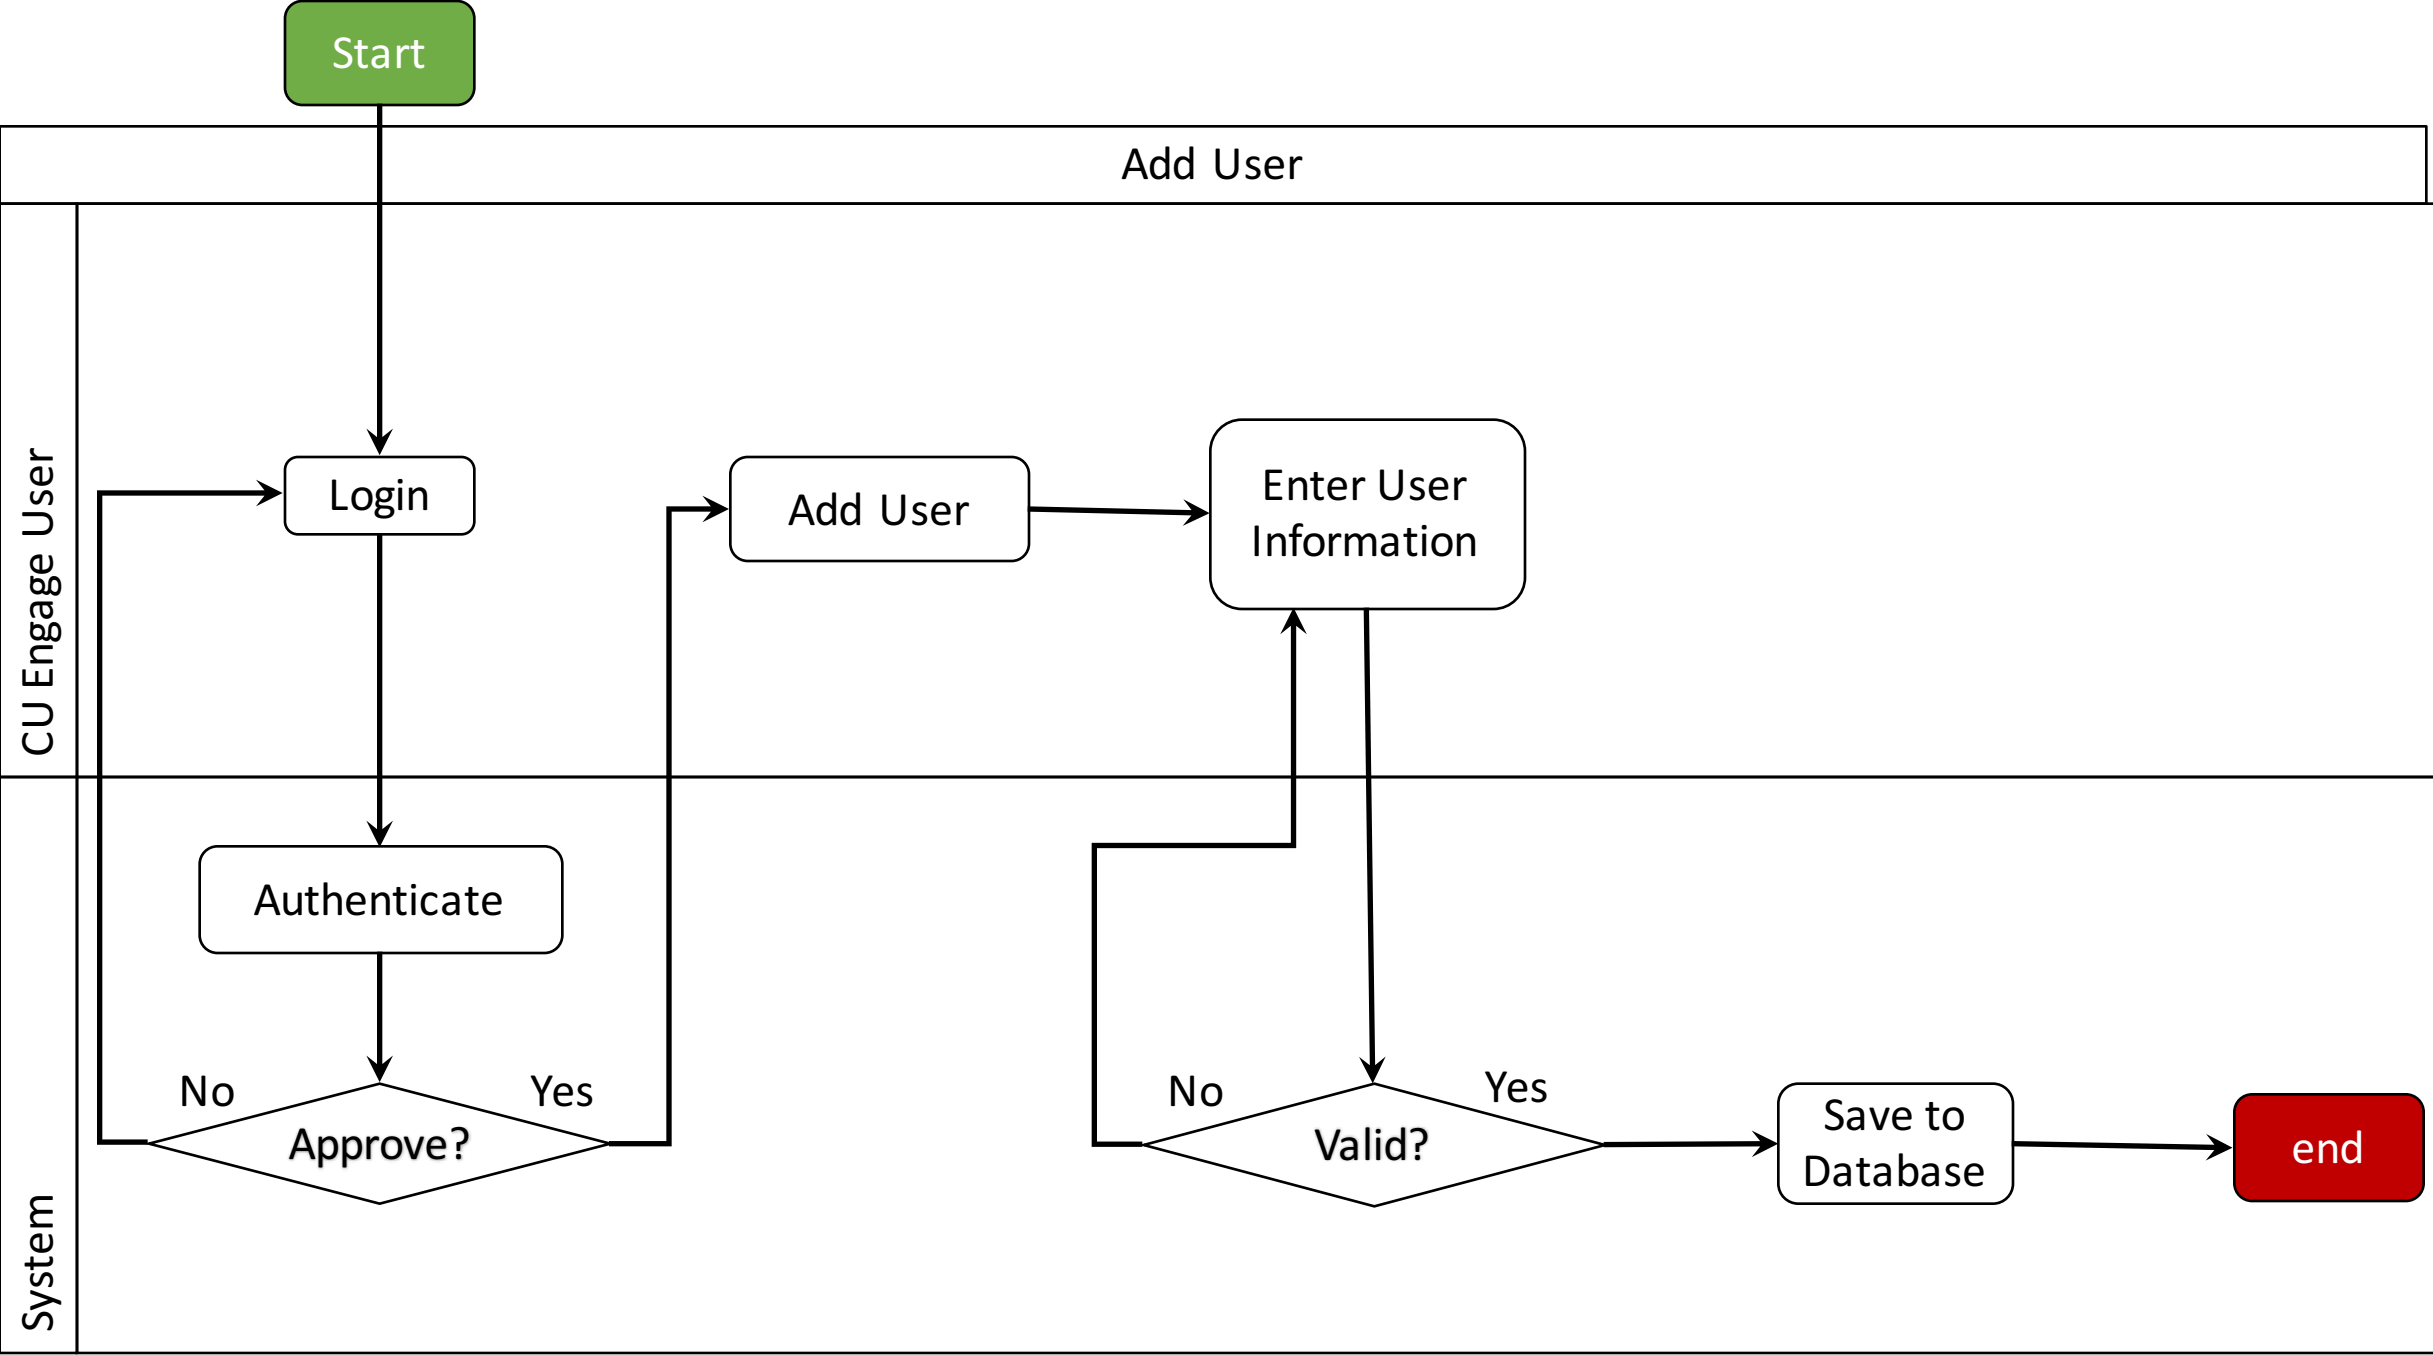 Start
Add User
CU Engage User
Login
Add User
Enter User
Information
System
Authenticate
No
Yes
Approve?
No
Yes
Valid?
Save to
Database
end